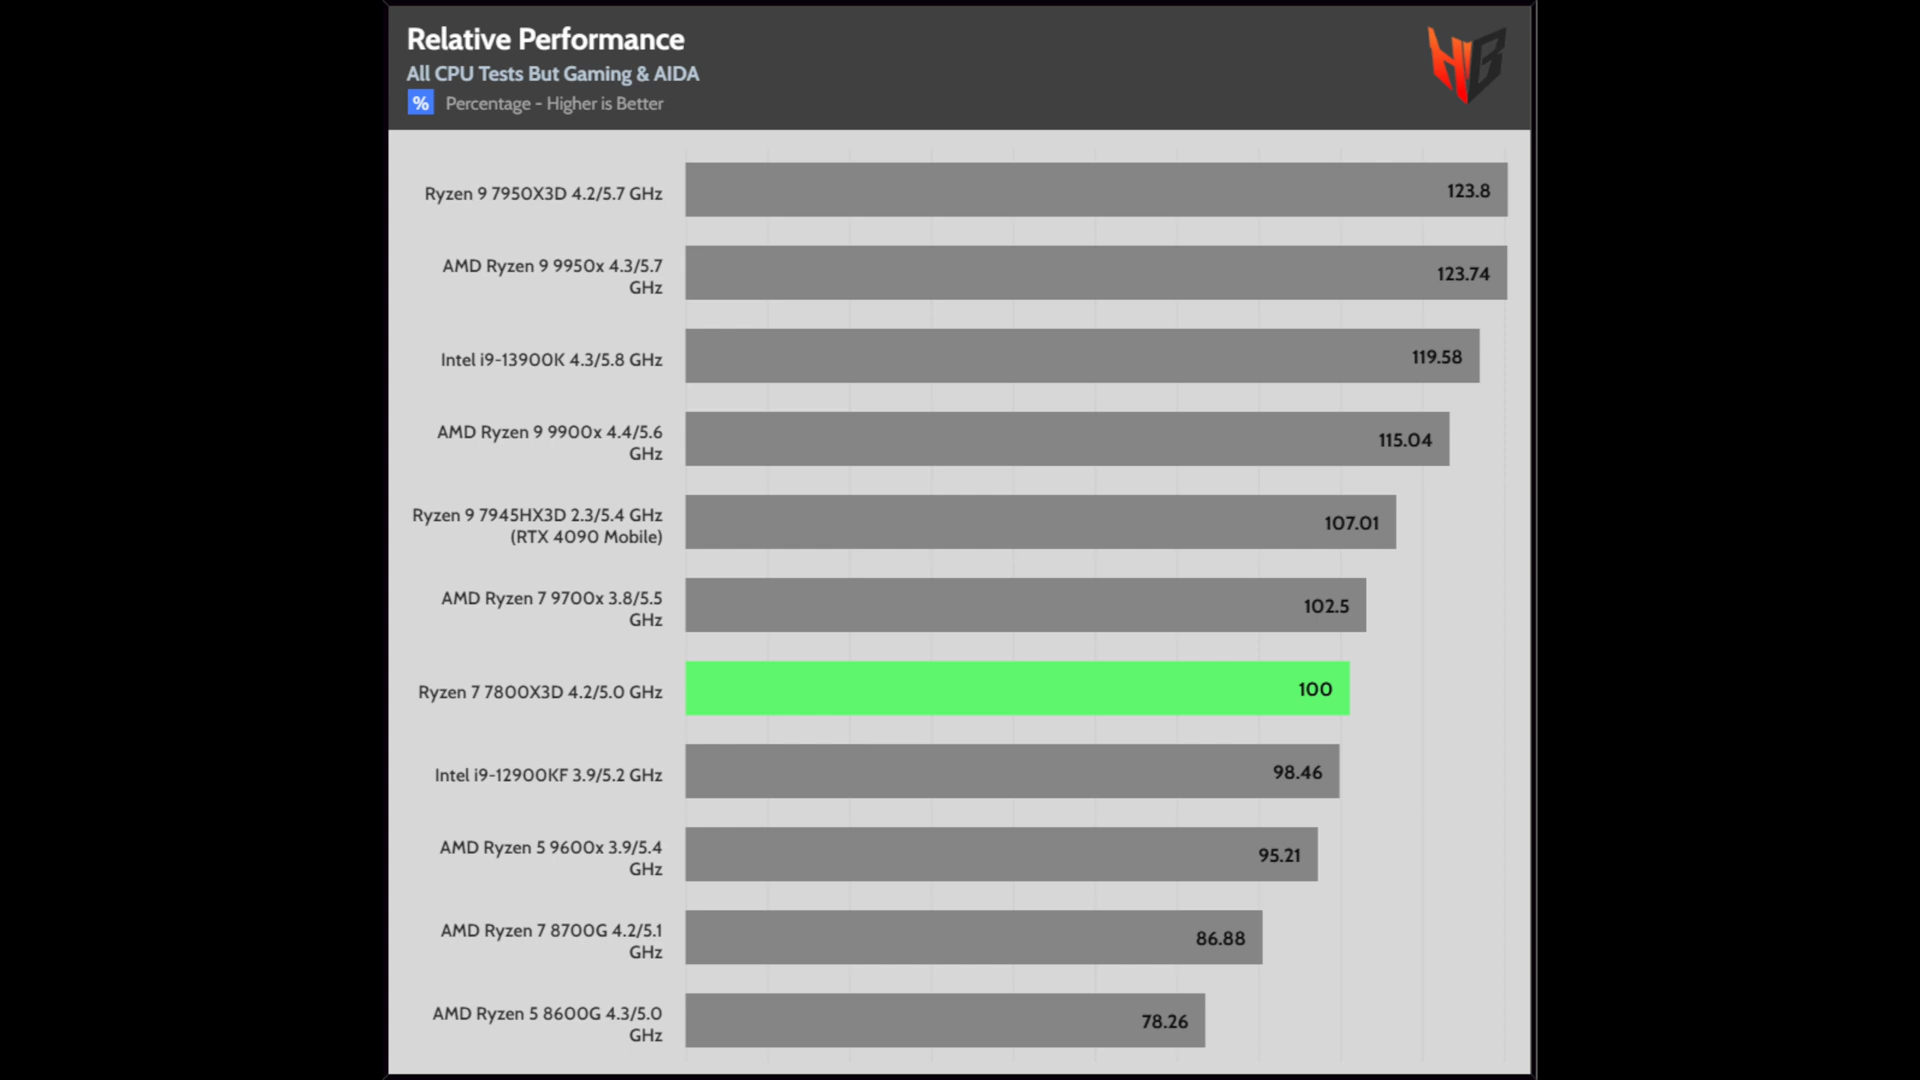 Relative Performance
All CPU Tests But Gaming & AIDA
% Percentage - Higher is Better
HB
Ryzen 9 7950X3D 4.2/5.7 GHz
123.8
AMD Ryzen 9 9950x 4.3/5.7
GHz
123.74
Intel i9-13900K 4.3/5.8 GHz
119.58
AMD Ryzen 9 9900x 4.4/5.6
GHz
115.04
Ryzen 9 7945HX3D 2.3/5.4 GHz
(RTX 4090 Mobile)
107.01
AMD Ryzen 7 9700x 3.8/5.5
GHz
102.5
Ryzen 7 7800X3D 4.2/5.0 GHz
100
Intel i9-12900KF 3.9/5.2 GHz
98.46
AMD Ryzen 5 9600x 3.9/5.4
GHz
95.21
AMD Ryzen 7 8700G 4.2/5.1
GHz
86.88
AMD Ryzen 5 8600G 4.3/5.0
GHz
78.26